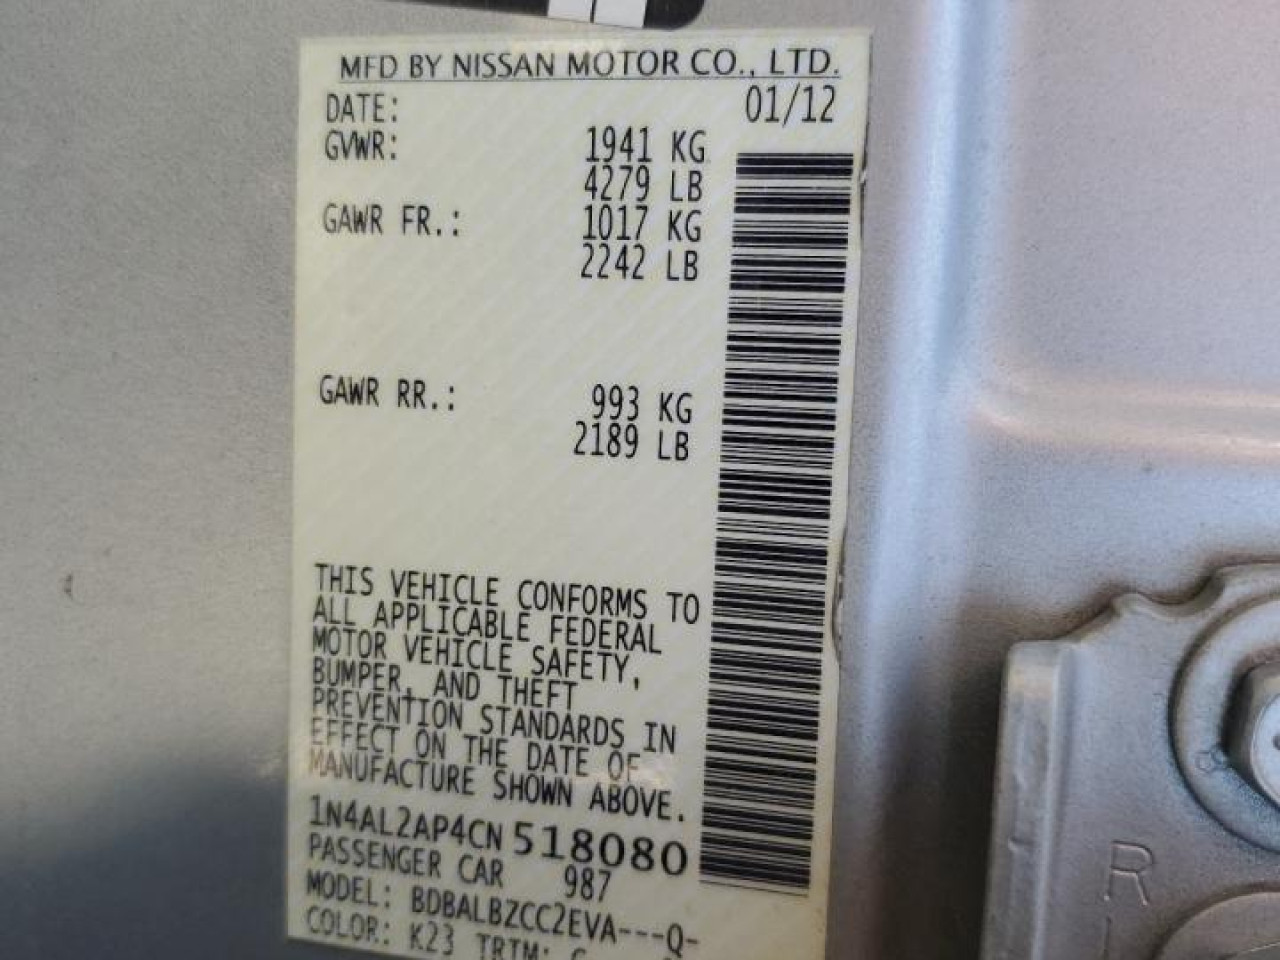 MFD BY NISSAN MOTOR CO., LTD.
DATE: 01/12
GVWR: 1941 KG
4279 LB
GAWR FR.: 1017 KG
2242 LB
GAWR RR.: 993 KG
2189 LB
THIS VEHICLE CONFORMS TO
ALL APPLICABLE FEDERAL
MOTOR VEHICLE SAFETY,
BUMPER, AND THEFT
PREVENTION STANDARDS IN
EFFECT ON THE DATE OF
MANUFACTURE SHOWN ABOVE.
1N4AL2AP4CN 518080
PASSENGER CAR 987
MODEL: BDBALBZCC2EVA---Q-
COLOR: K23 TRIM: G
R